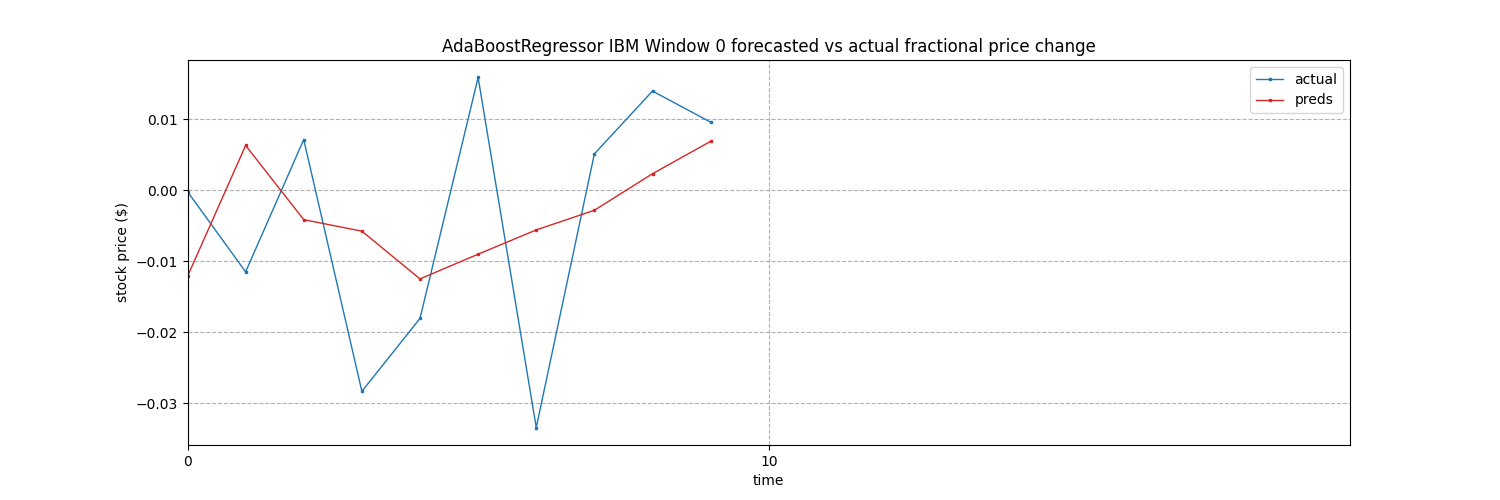 AdaBoostRegressor IBM Window 0 forecasted vs actual fractional price change
actual
preds
0.01
0.00
−0.01
−0.02
−0.03
stock price ($)
0
10
time